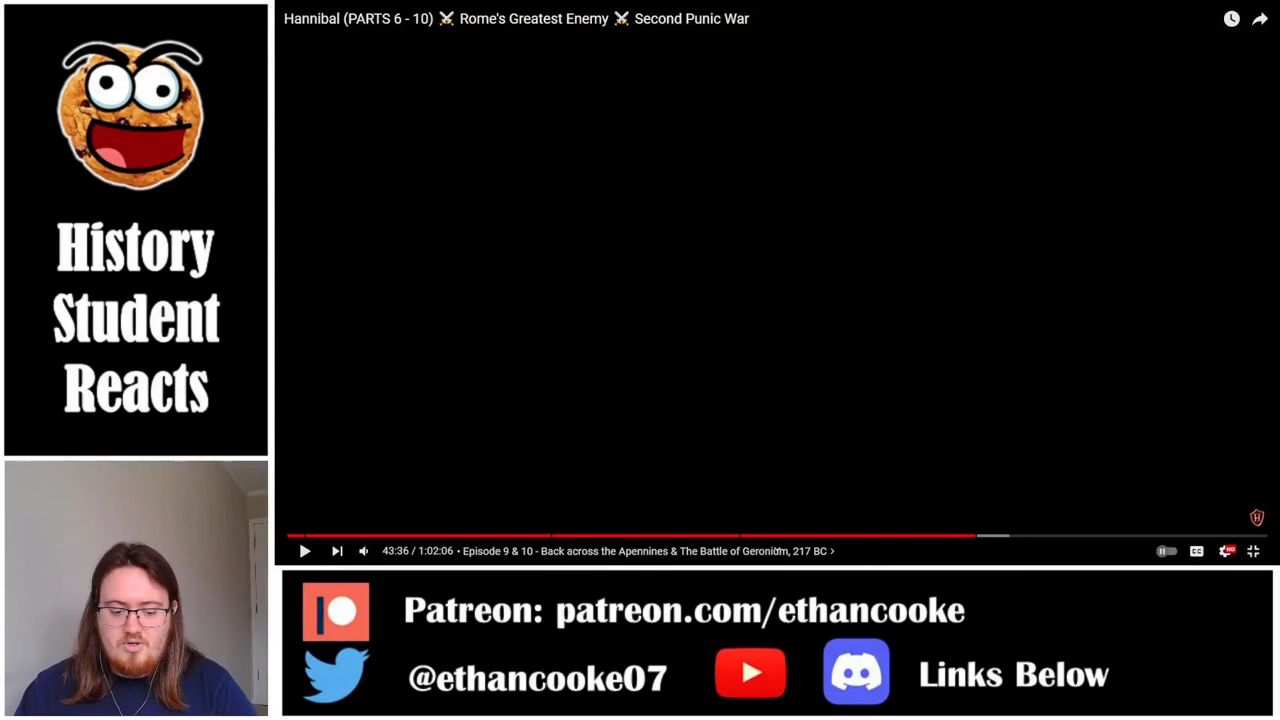 Hannibal (PARTS 6 - 10) ⚔️ Rome's Greatest Enemy ⚔️ Second Punic War
History
Student
Reacts
H
43:36 / 1:02:06 • Episode 9 & 10 - Back across the Apennines & The Battle of Geronium, 217 BC ›
CC HD
Patreon: patreon.com/ethancooke
@ethancooke07 Links Below